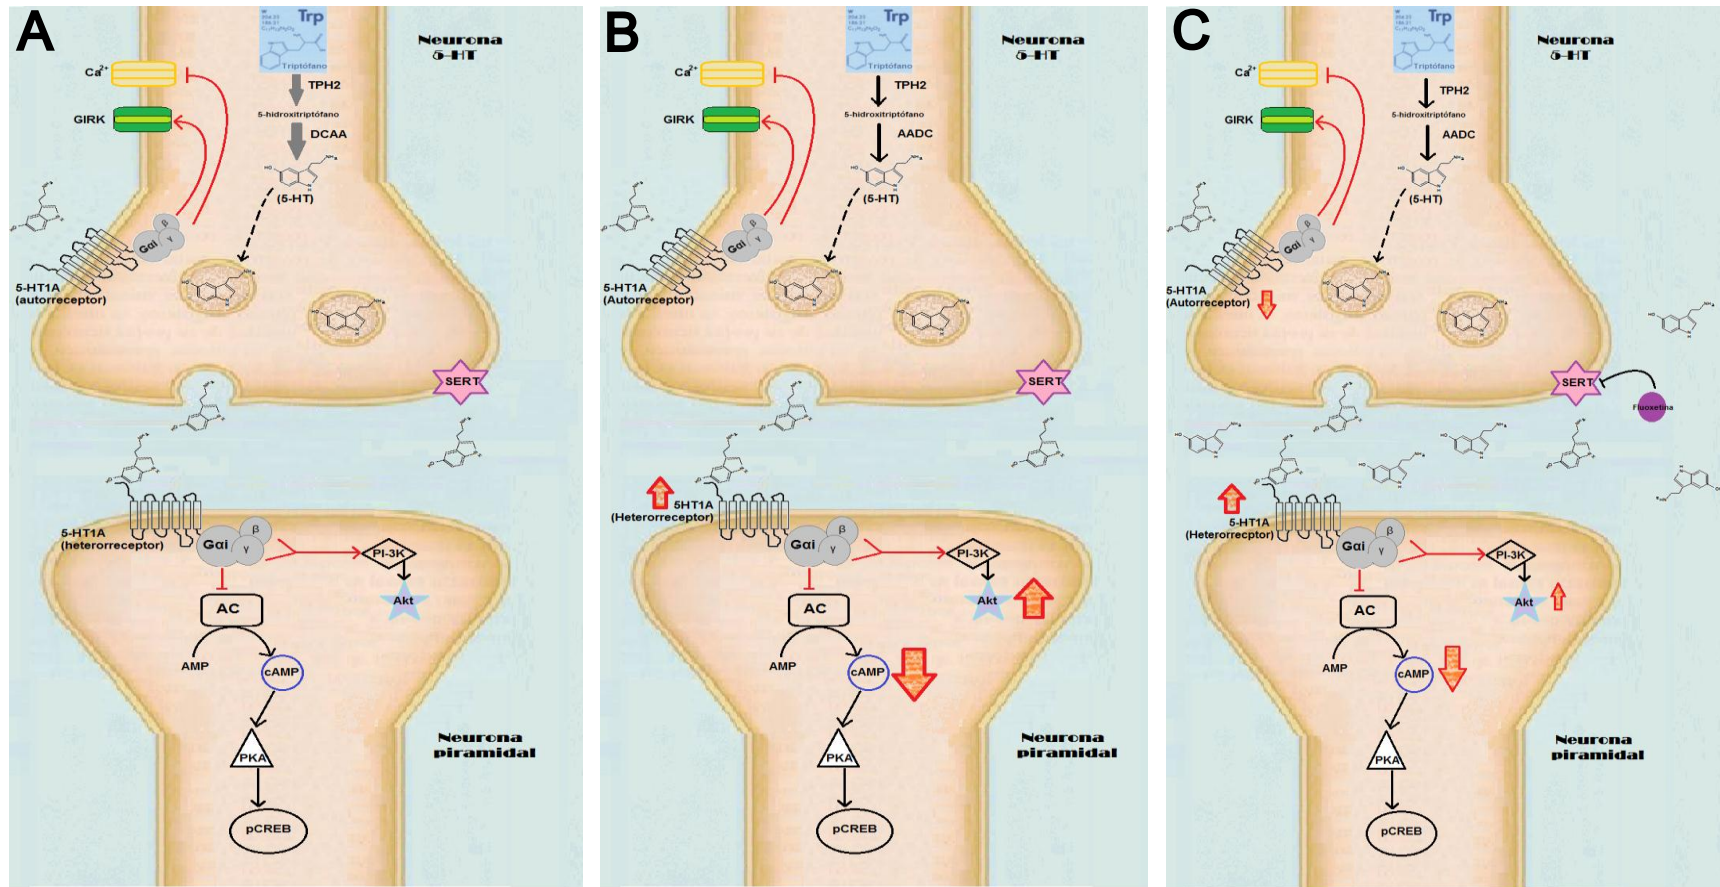 A
Trp
Triptófano
Neurona
5-HT
Ca2+
TPH2
GIRK
5-hidroxitriptófano
DCAA
(5-HT)
Gαi
β
γ
5-HT1A
(autorreceptor)
SERT
5-HT1A
(heterorreceptor)
Gαi
β
γ
PI-3K
Akt
AC
AMP
cAMP
PKA
pCREB
Neurona
piramidal
B
Trp
Triptófano
Neurona
5-HT
Ca2+
TPH2
GIRK
5-hidroxitriptófano
AADC
(5-HT)
Gαi
β
γ
5-HT1A
(Autorreceptor)
SERT
5HT1A
(Heterorreceptor)
Gαi
β
γ
PI-3K
Akt
AC
AMP
cAMP
PKA
pCREB
Neurona
piramidal
C
Trp
Triptófano
Neurona
5-HT
Ca2+
TPH2
GIRK
5-hidroxitriptófano
AADC
(5-HT)
Gαi
β
γ
5-HT1A
(Autorreceptor)
SERT
Fluoxetina
5-HT1A
(Heterorreceptor)
Gαi
β
γ
PI-3K
Akt
AC
AMP
cAMP
PKA
pCREB
Neurona
piramidal